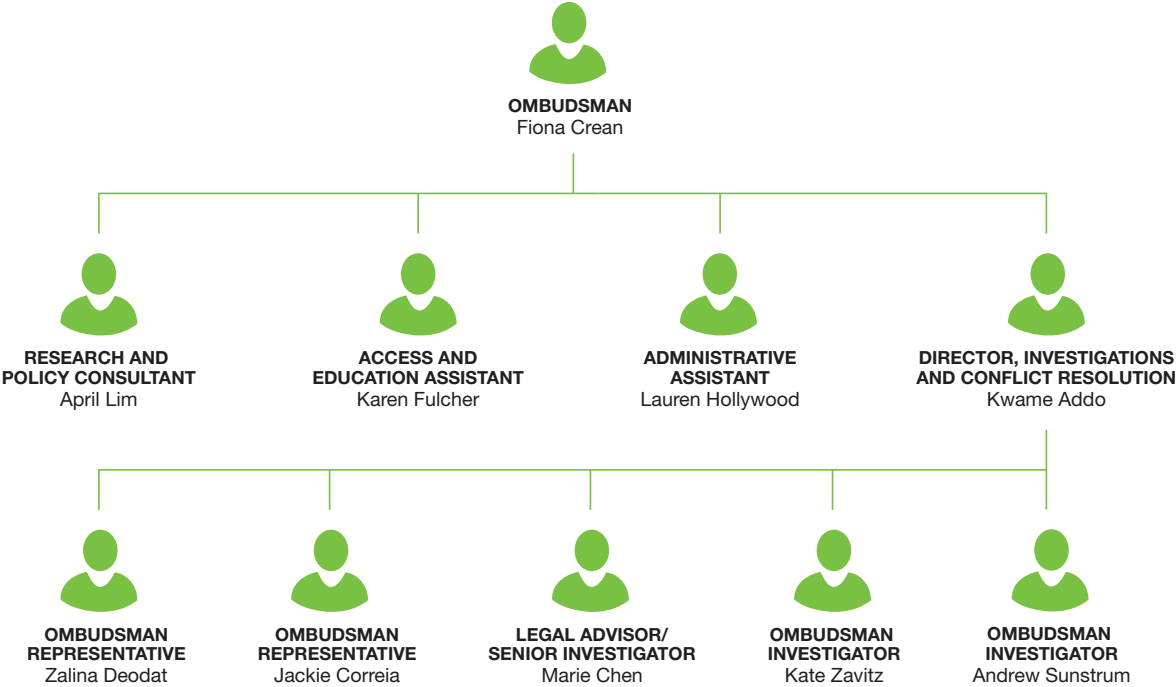 OMBUDSMAN
Fiona Crean
RESEARCH AND
POLICY CONSULTANT
April Lim
ACCESS AND
EDUCATION ASSISTANT
Karen Fulcher
ADMINISTRATIVE
ASSISTANT
Lauren Hollywood
DIRECTOR, INVESTIGATIONS
AND CONFLICT RESOLUTION
Kwame Addo
OMBUDSMAN
REPRESENTATIVE
Zalina Deodat
OMBUDSMAN
REPRESENTATIVE
Jackie Correia
LEGAL ADVISOR/
SENIOR INVESTIGATOR
Marie Chen
OMBUDSMAN
INVESTIGATOR
Kate Zavitz
OMBUDSMAN
INVESTIGATOR
Andrew Sunstrum